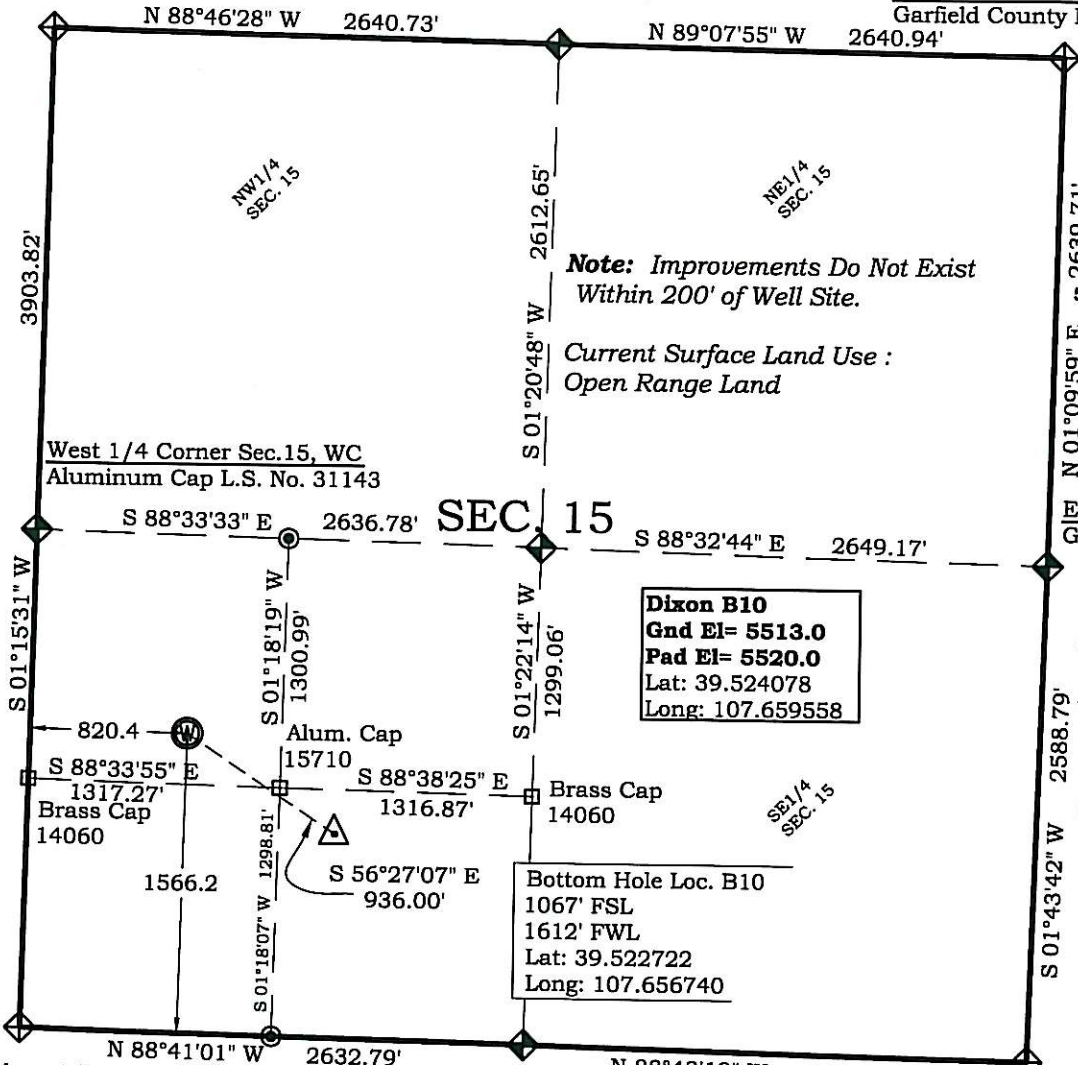 Garfield County
N 88°46'28" W 2640.73'
N 89°07'55" W 2640.94'
NW1/4
SEC. 15
NE1/4
SEC. 15
3903.82'
S 01°20'48" W 2612.65'
N 01°09'59" E 2639.71'
Note: Improvements Do Not Exist
Within 200' of Well Site.
Current Surface Land Use :
Open Range Land
West 1/4 Corner Sec.15, WC
Aluminum Cap L.S. No. 31143
G E
S 88°33'33" E 2636.78'
SEC. 15
S 88°32'44" E 2649.17'
S 01°15'31" W
S 01°18'19" W
1300.99'
S 01°22'14" W
1299.06'
Dixon B10
Gnd El= 5513.0
Pad El= 5520.0
Lat: 39.524078
Long: 107.659558
820.4
W
Alum. Cap
15710
S 88°33'55" E
1317.27'
S 88°38'25" E
1316.87'
Brass Cap
14060
Brass Cap
14060
SE1/4
SEC. 15
2588.79'
S 01°43'42" W
1566.2
S 01°18'07" W 1298.81'
S 56°27'07" E
936.00'
Bottom Hole Loc. B10
1067' FSL
1612' FWL
Lat: 39.522722
Long: 107.656740
N 88°41'01" W 2632.79'